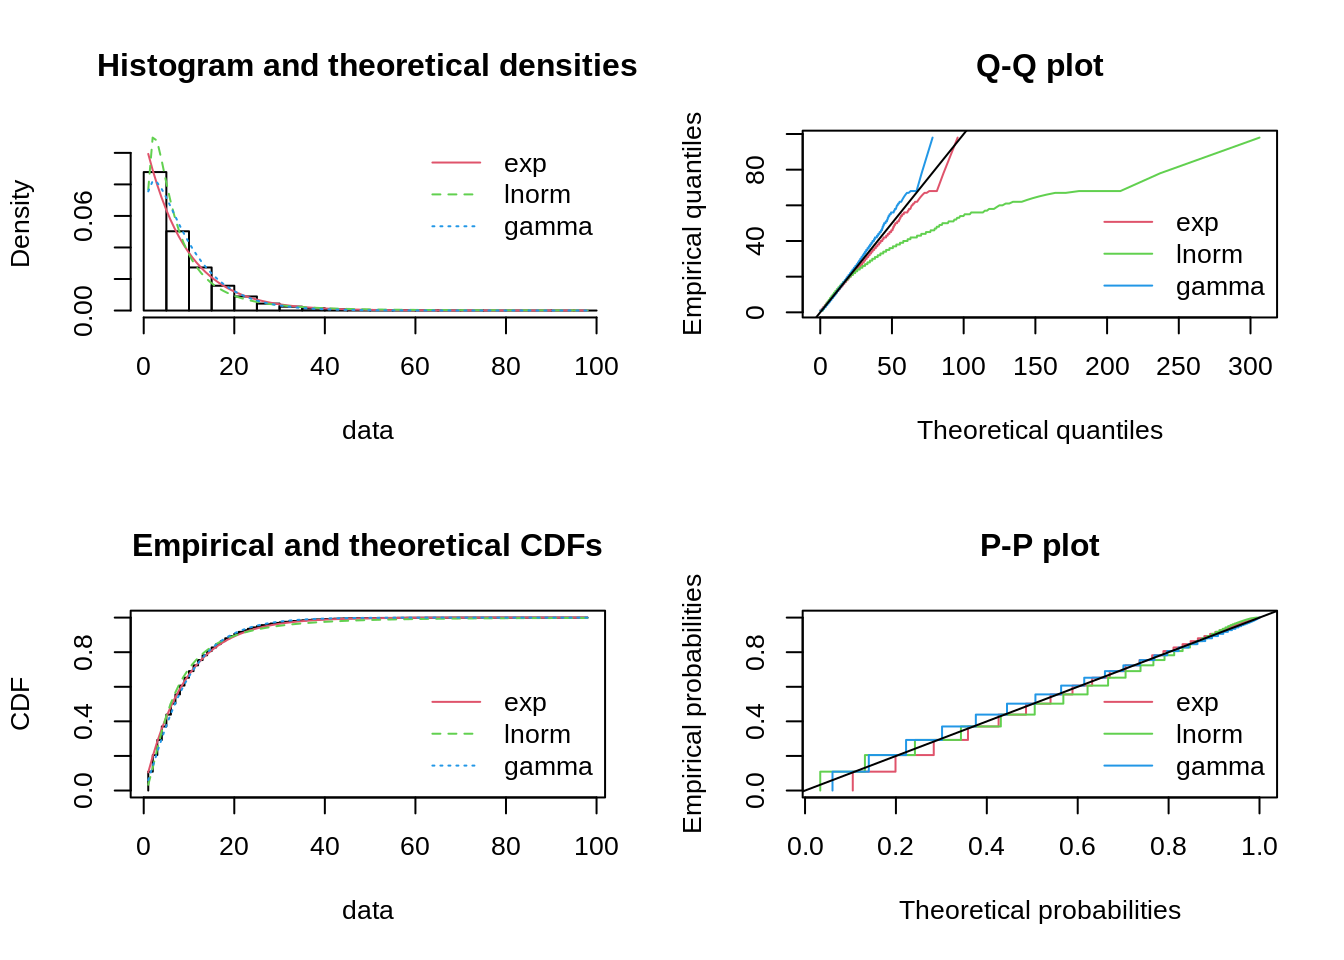 Histogram and theoretical densities
Density
0.00
0.06
0
20
40
60
80
100
data
exp
lnorm
gamma
Q-Q plot
Empirical quantiles
0
40
80
0
50
100
150
200
250
300
Theoretical quantiles
exp
lnorm
gamma
Empirical and theoretical CDFs
CDF
0.0
0.4
0.8
0
20
40
60
80
100
data
exp
lnorm
gamma
P-P plot
Empirical probabilities
0.0
0.4
0.8
0.0
0.2
0.4
0.6
0.8
1.0
Theoretical probabilities
exp
lnorm
gamma